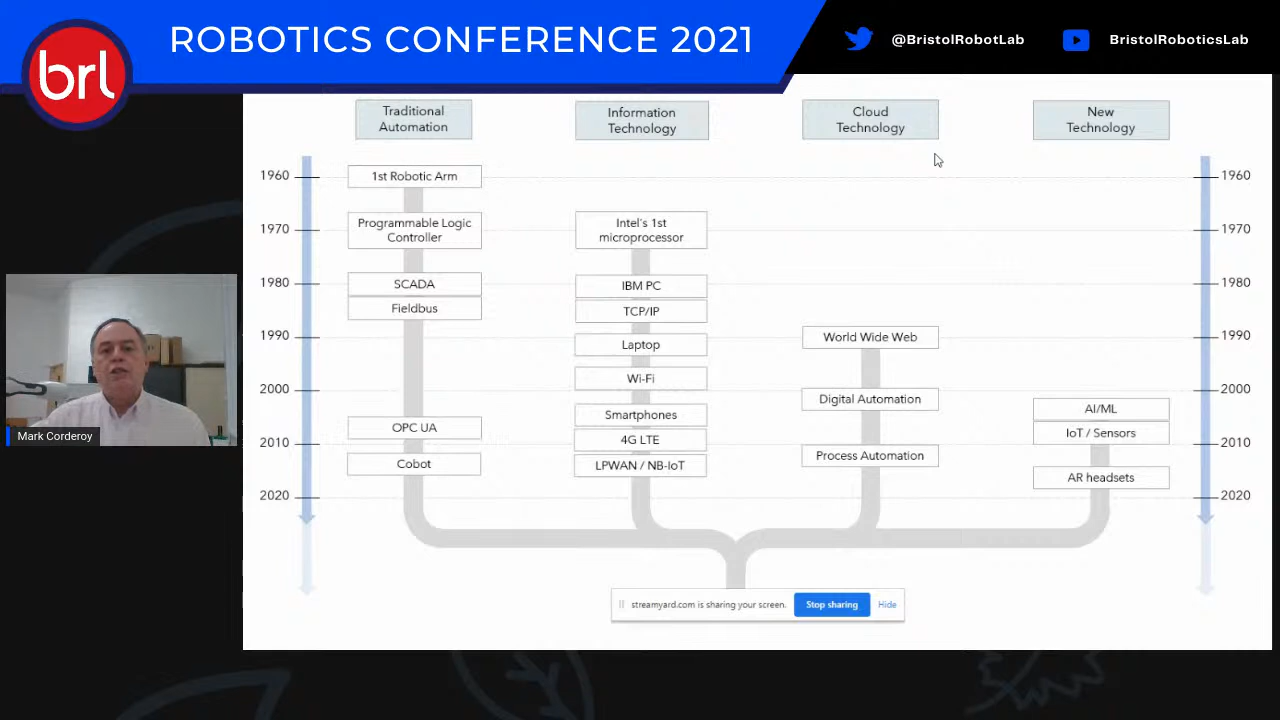 brl
ROBOTICS CONFERENCE 2021
@BristolRobotLab
BristolRoboticsLab
Traditional
Automation
Information
Technology
Cloud
Technology
New
Technology
1960
1st Robotic Arm
1960
1970
Programmable Logic
Controller
Intel's 1st
microprocessor
1970
1980
SCADA
IBM PC
1980
Fieldbus
TCP/IP
1990
Laptop
World Wide Web
1990
Wi-Fi
2000
Digital Automation
2000
Smartphones
AI/ML
OPC UA
4G LTE
IoT / Sensors
2010
2010
Cobot
LPWAN / NB-IoT
Process Automation
AR headsets
2020
2020
Mark Corderoy
streamyard.com is sharing your screen.
Stop sharing
Hide